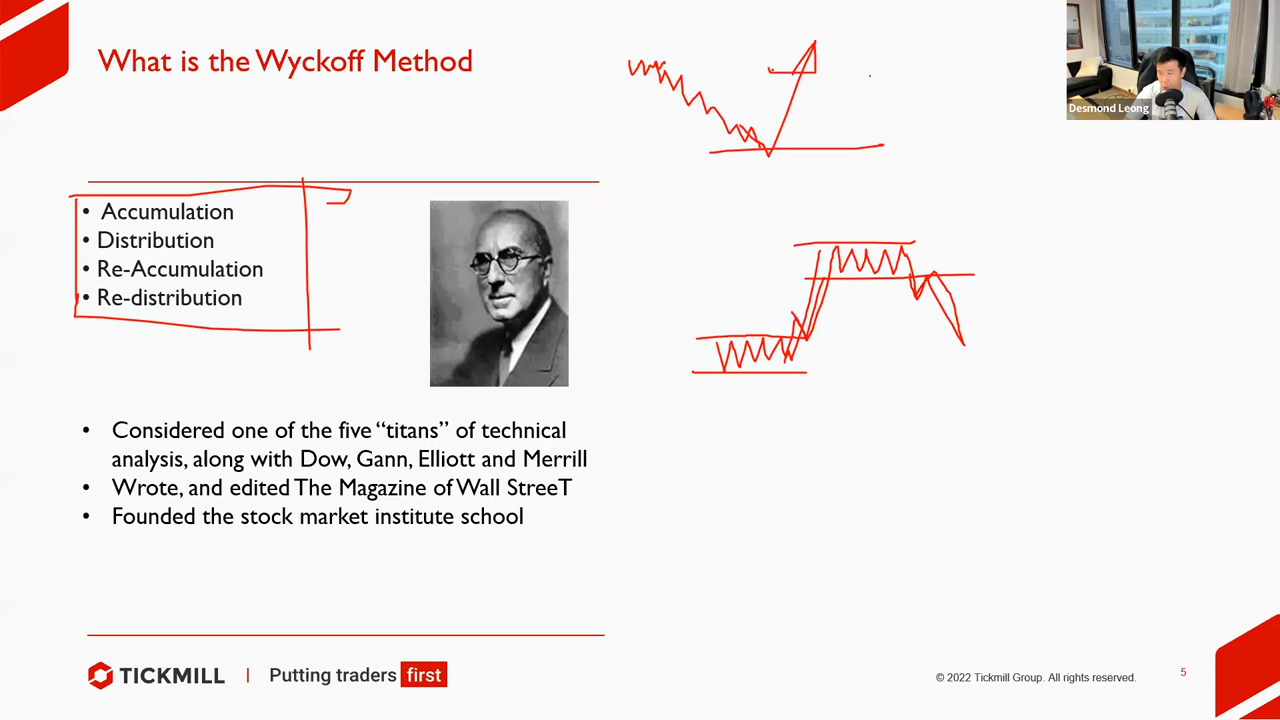 What is the Wyckoff Method
Desmond Leong
• Accumulation
• Distribution
• Re-Accumulation
• Re-distribution
• Considered one of the five “titans” of technical
analysis, along with Dow, Gann, Elliott and Merrill
• Wrote, and edited The Magazine of Wall StreeT
• Founded the stock market institute school
TICKMILL | Putting traders first
© 2022 Tickmill Group. All rights reserved.
5